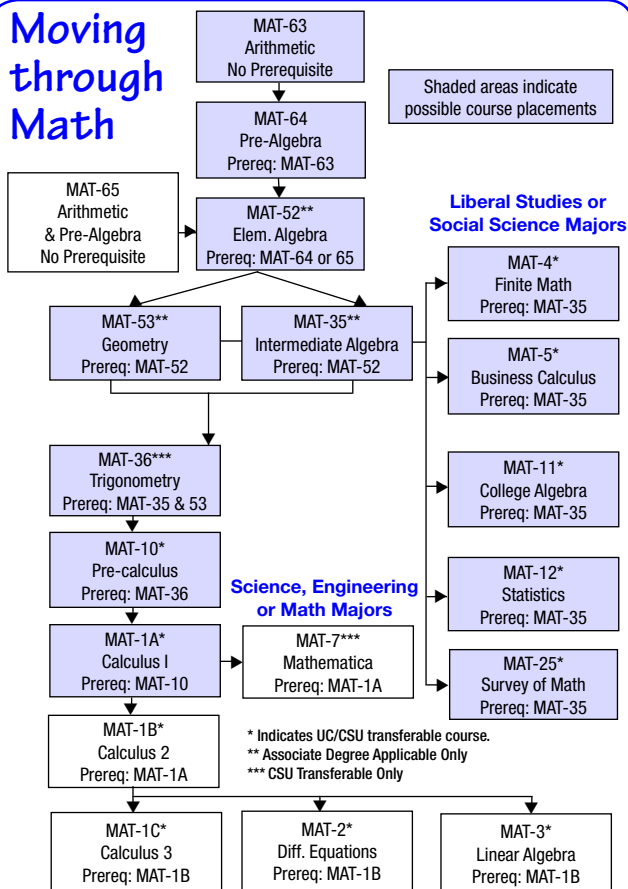 Moving
through
Math
MAT-63
Arithmetic
No Prerequisite
Shaded areas indicate
possible course placements
MAT-64
Pre-Algebra
Prereq: MAT-63
MAT-65
Arithmetic
& Pre-Algebra
No Prerequisite
MAT-52**
Elem. Algebra
Prereq: MAT-64 or 65
Liberal Studies or
Social Science Majors
MAT-53**
Geometry
Prereq: MAT-52
MAT-35**
Intermediate Algebra
Prereq: MAT-52
MAT-4*
Finite Math
Prereq: MAT-35
MAT-5*
Business Calculus
Prereq: MAT-35
MAT-11*
College Algebra
Prereq: MAT-35
MAT-12*
Statistics
Prereq: MAT-35
MAT-25*
Survey of Math
Prereq: MAT-35
MAT-36***
Trigonometry
Prereq: MAT-35 & 53
MAT-10*
Pre-calculus
Prereq: MAT-36
Science, Engineering
or Math Majors
MAT-1A*
Calculus I
Prereq: MAT-10
MAT-7***
Mathematica
Prereq: MAT-1A
MAT-1B*
Calculus 2
Prereq: MAT-1A
* Indicates UC/CSU transferable course.
** Associate Degree Applicable Only
*** CSU Transferable Only
MAT-1C*
Calculus 3
Prereq: MAT-1B
MAT-2*
Diff. Equations
Prereq: MAT-1B
MAT-3*
Linear Algebra
Prereq: MAT-1B